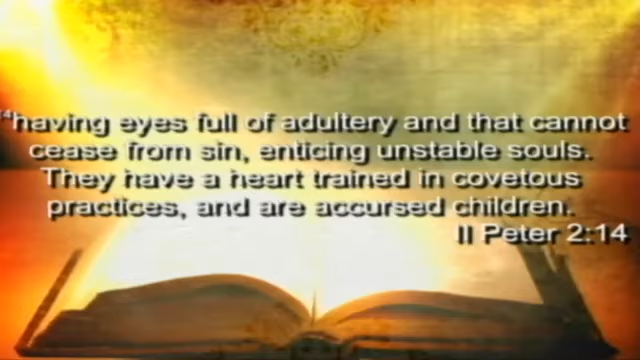 14having eyes full of adultery and that cannot
cease from sin, enticing unstable souls.
They have a heart trained in covetous
practices, and are accursed children.
II Peter 2:14